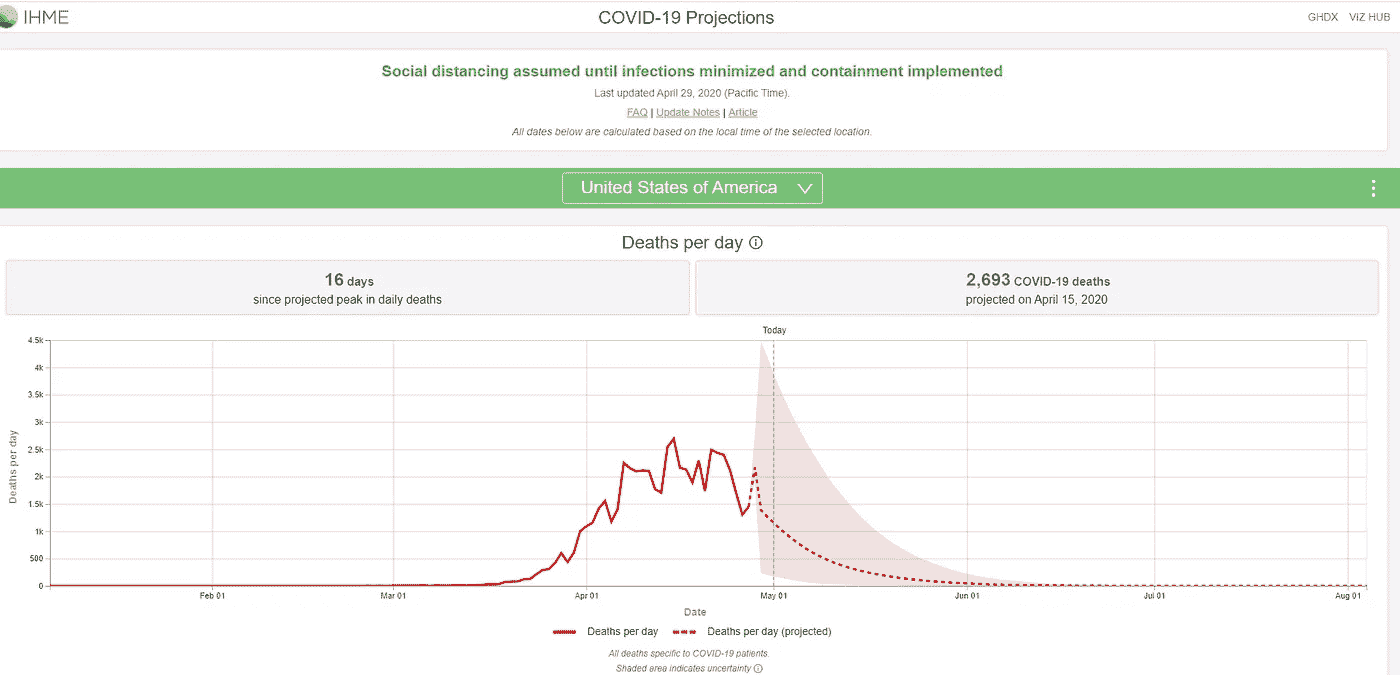 IHME
COVID-19 Projections
GHDX VIZ HUB
Social distancing assumed until infections minimized and containment implemented
Last updated April 29, 2020 (Pacific Time).
FAQ | Update Notes | Article
All dates below are calculated based on the local time of the selected location.
United States of America
Deaths per day
16 days
since projected peak in daily deaths
2,693 COVID-19 deaths
projected on April 15, 2020
Today
4.5k
4k
3.5k
3k
2.5k
2k
1.5k
1k
500
0
Deaths per day
Feb 01 Mar 01 Apr 01 May 01 Jun 01 Jul 01 Aug 01
Date
Deaths per day Deaths per day (projected)
All deaths specific to COVID-19 patients.
Shaded area indicates uncertainty